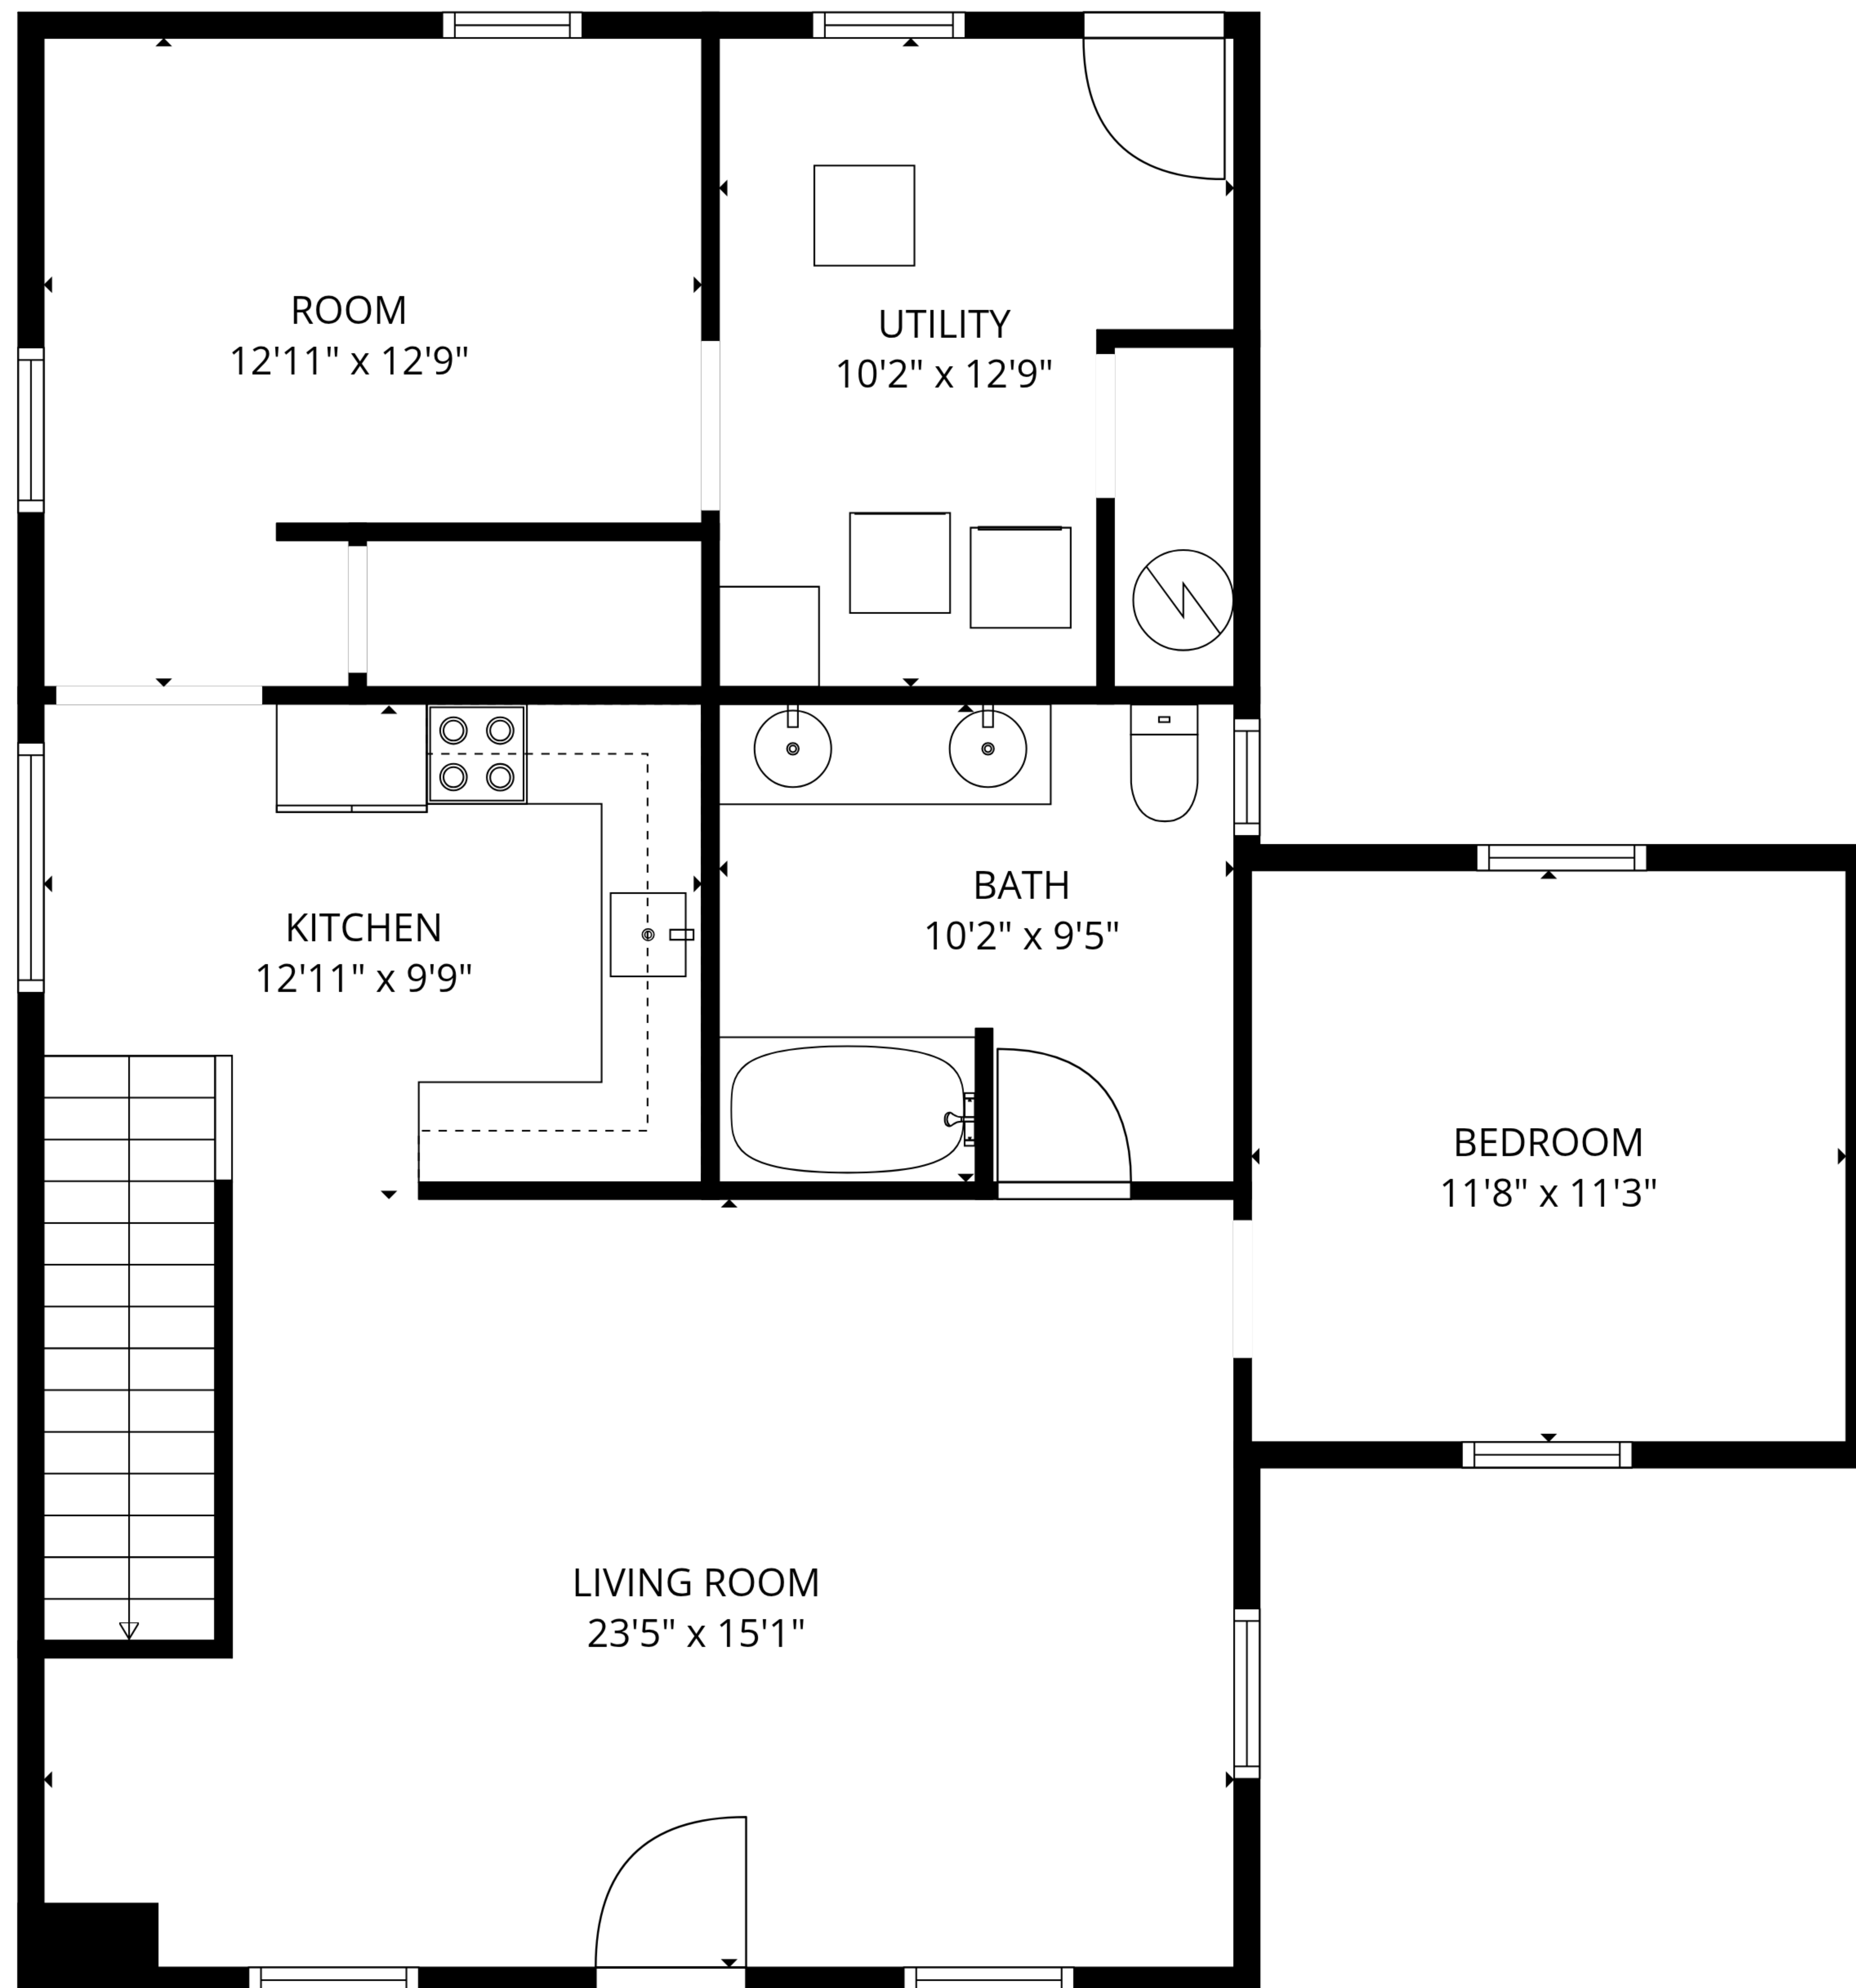 ROOM
12'11" x 12'9"
UTILITY
10'2" x 12'9"
KITCHEN
12'11" x 9'9"
BATH
10'2" x 9'5"
BEDROOM
11'8" x 11'3"
LIVING ROOM
23'5" x 15'1"